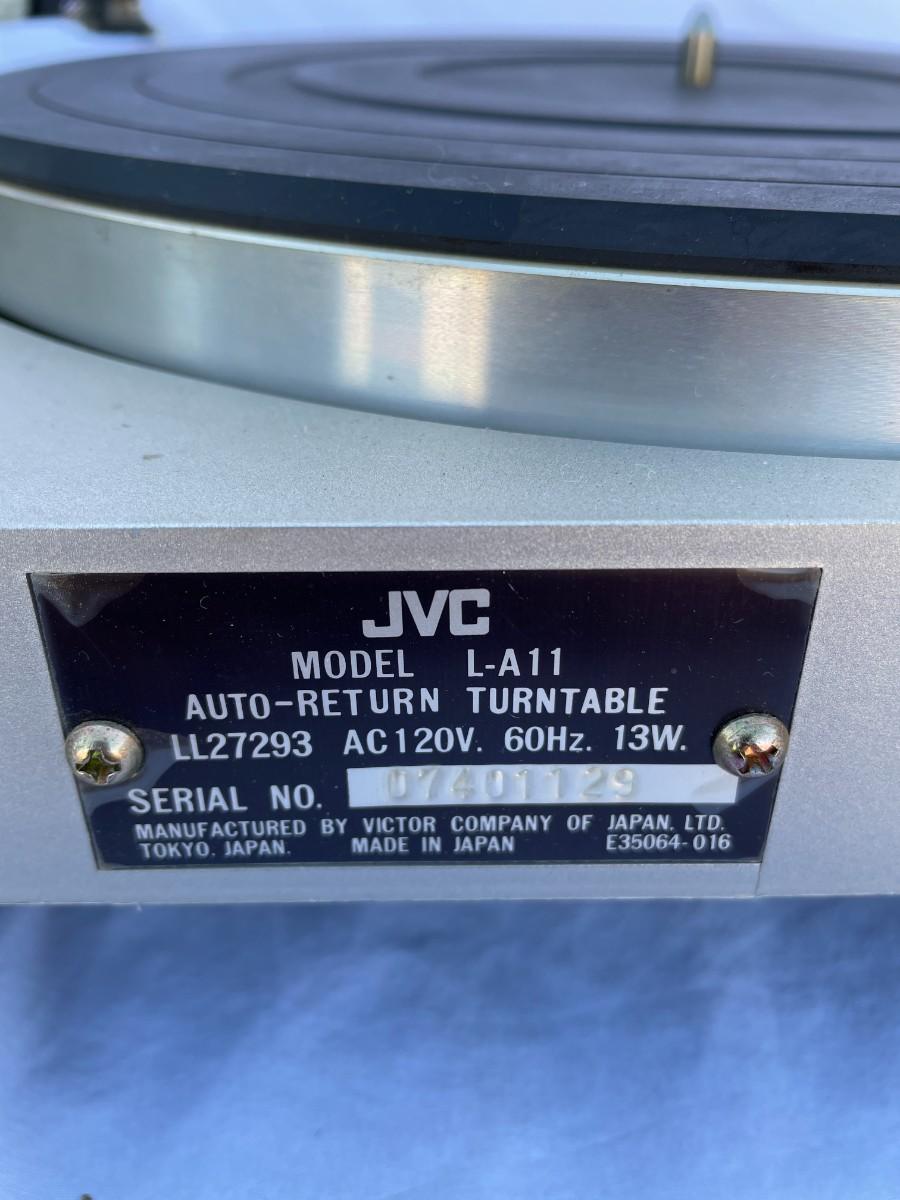 JVC
MODEL L-A11
AUTO-RETURN TURNTABLE
LL27293 AC120V. 60Hz. 13W.
SERIAL NO. 07401129
MANUFACTURED BY VICTOR COMPANY OF JAPAN, LTD.
TOKYO. JAPAN. MADE IN JAPAN E35064-016